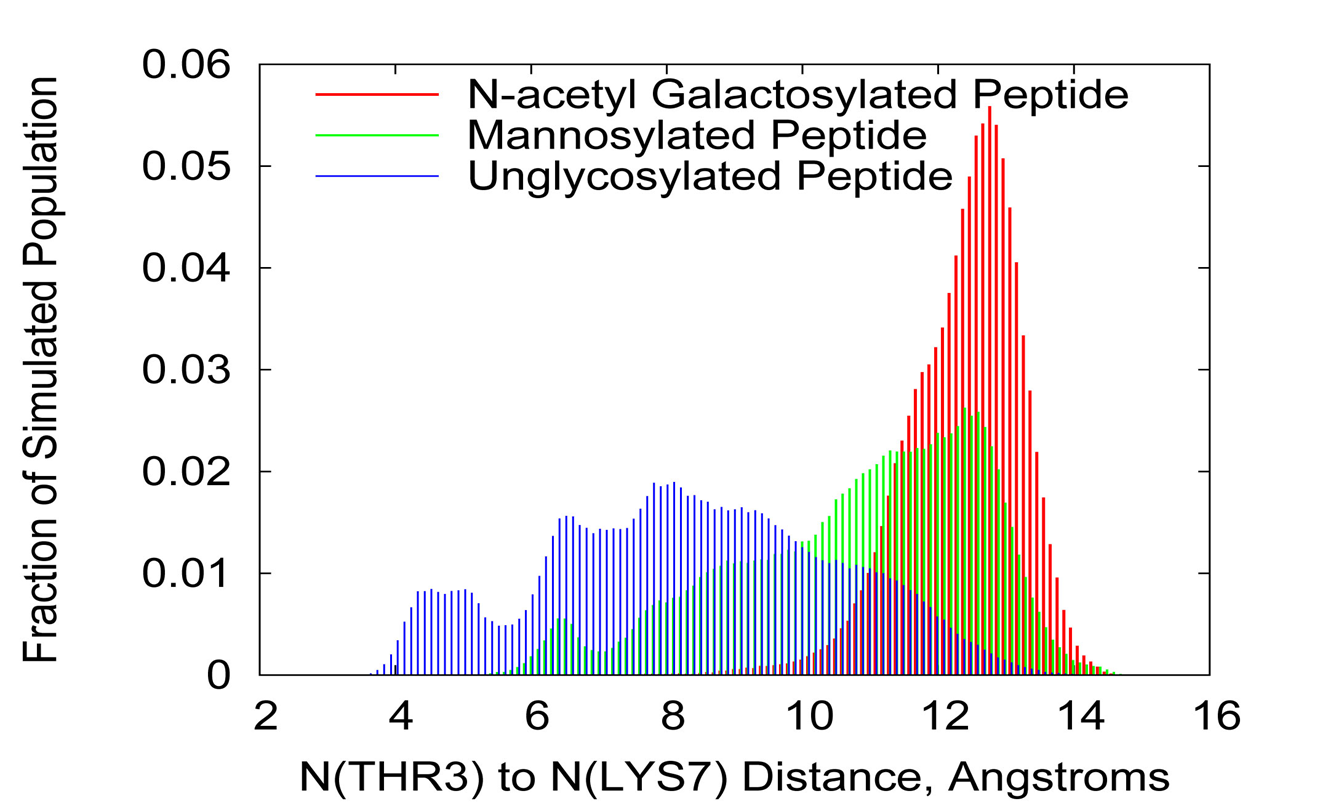 Fraction of Simulated Population
0.06
0.05
0.04
0.03
0.02
0.01
0
N-acetyl Galactosylated Peptide
Mannosylated Peptide
Unglycosylated Peptide
2 4 6 8 10 12 14 16
N(THR3) to N(LYS7) Distance, Angstroms